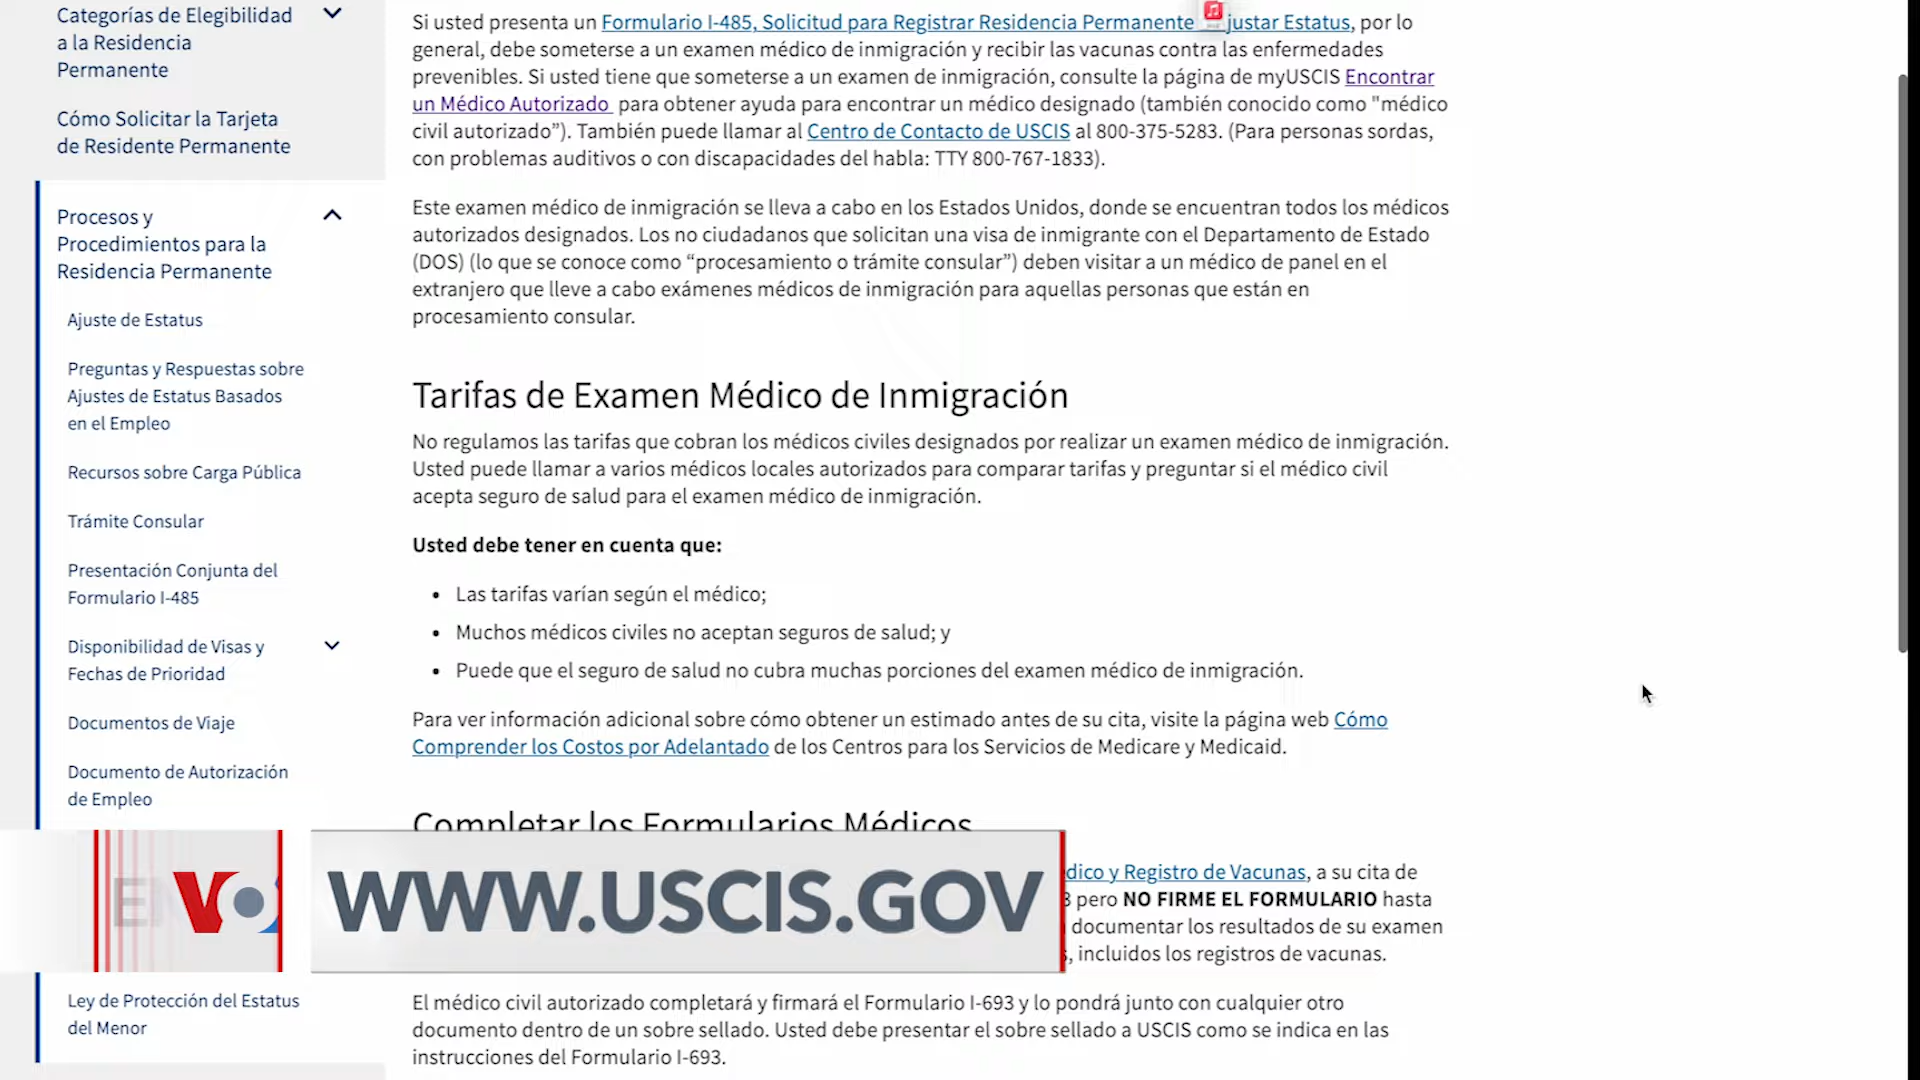 Categorías de Elegibilidad
a la Residencia
Permanente
Cómo Solicitar la Tarjeta
de Residente Permanente
Procesos y
Procedimientos para la
Residencia Permanente
Ajuste de Estatus
Preguntas y Respuestas sobre
Ajustes de Estatus Basados
en el Empleo
Recursos sobre Carga Pública
Trámite Consular
Presentación Conjunta del
Formulario I-485
Disponibilidad de Visas y
Fechas de Prioridad
Documentos de Viaje
Documento de Autorización
de Empleo
Ley de Protección del Estatus
del Menor
Si usted presenta un Formulario I-485, Solicitud para Registrar Residencia Permanente justar Estatus, por lo
general, debe someterse a un examen médico de inmigración y recibir las vacunas contra las enfermedades
prevenibles. Si usted tiene que someterse a un examen de inmigración, consulte la página de myUSCIS Encontrar
un Médico Autorizado para obtener ayuda para encontrar un médico designado (también conocido como "médico
civil autorizado”). También puede llamar al Centro de Contacto de USCIS al 800-375-5283. (Para personas sordas,
con problemas auditivos o con discapacidades del habla: TTY 800-767-1833).
Este examen médico de inmigración se lleva a cabo en los Estados Unidos, donde se encuentran todos los médicos
autorizados designados. Los no ciudadanos que solicitan una visa de inmigrante con el Departamento de Estado
(DOS) (lo que se conoce como “procesamiento o trámite consular”) deben visitar a un médico de panel en el
extranjero que lleve a cabo exámenes médicos de inmigración para aquellas personas que están en
procesamiento consular.
Tarifas de Examen Médico de Inmigración
No regulamos las tarifas que cobran los médicos civiles designados por realizar un examen médico de inmigración.
Usted puede llamar a varios médicos locales autorizados para comparar tarifas y preguntar si el médico civil
acepta seguro de salud para el examen médico de inmigración.
Usted debe tener en cuenta que:
• Las tarifas varían según el médico;
• Muchos médicos civiles no aceptan seguros de salud; y
• Puede que el seguro de salud no cubra muchas porciones del examen médico de inmigración.
Para ver información adicional sobre cómo obtener un estimado antes de su cita, visite la página web Cómo
Comprender los Costos por Adelantado de los Centros para los Servicios de Medicare y Medicaid.
Completar los Formularios Médicos
dico y Registro de Vacunas, a su cita de
3 pero NO FIRME EL FORMULARIO hasta
documentar los resultados de su examen
, incluidos los registros de vacunas.
El médico civil autorizado completará y firmará el Formulario I-693 y lo pondrá junto con cualquier otro
documento dentro de un sobre sellado. Usted debe presentar el sobre sellado a USCIS como se indica en las
instrucciones del Formulario I-693.
VO
WWW.USCIS.GOV